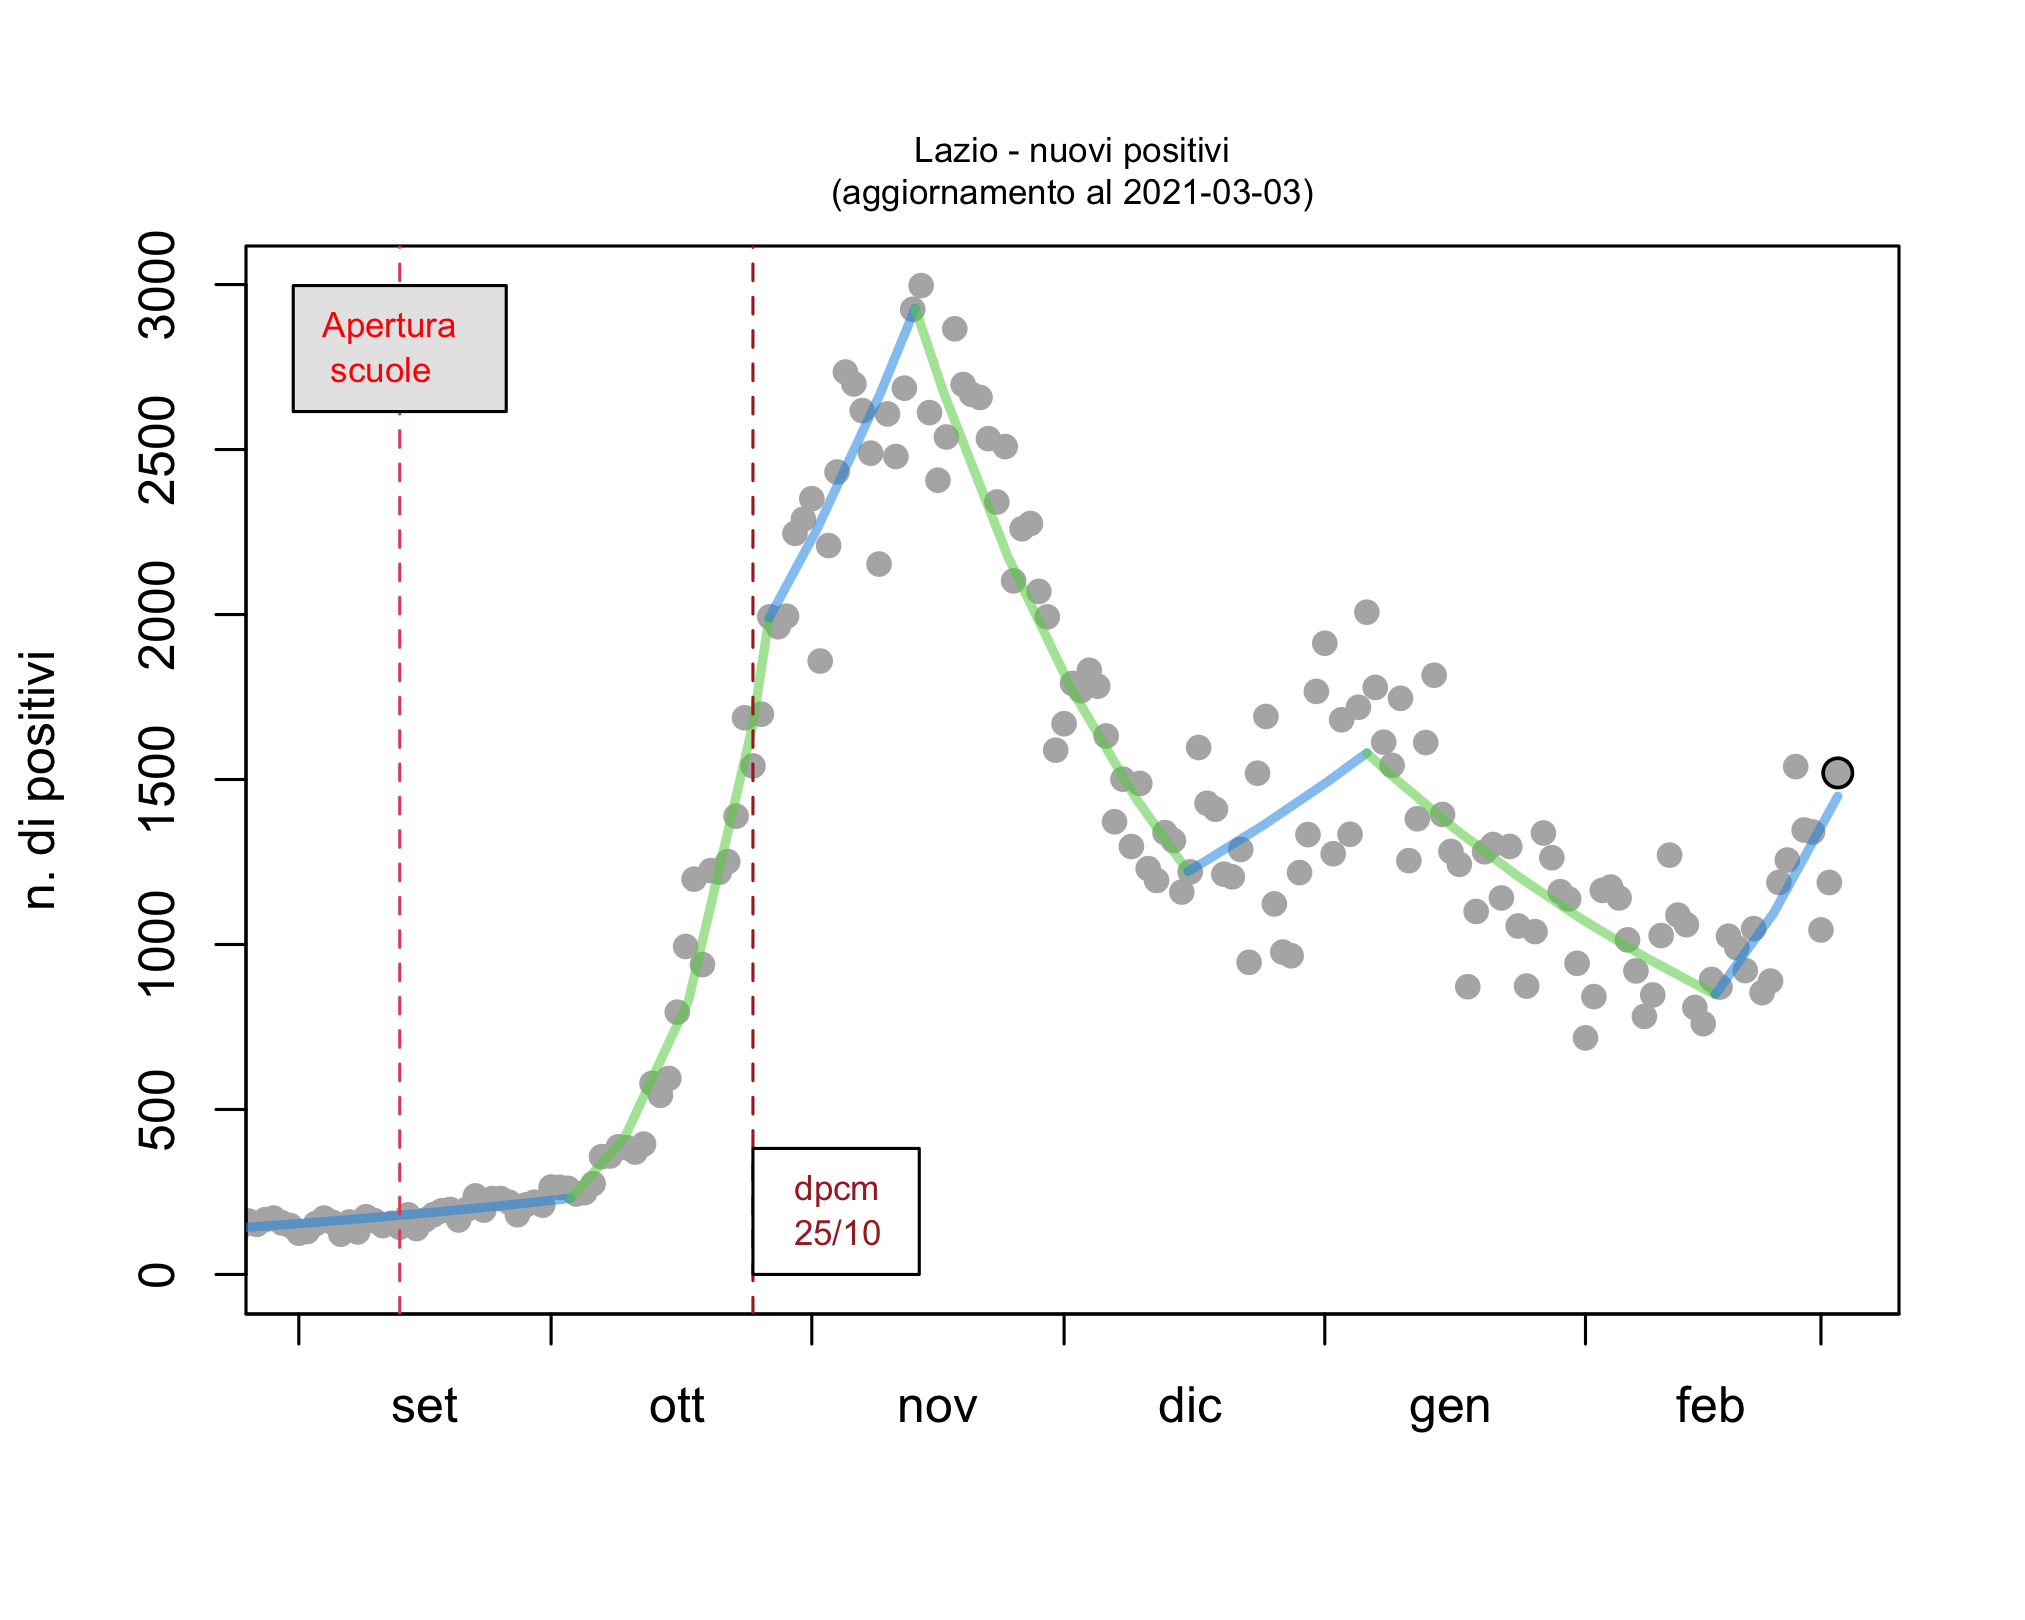 Lazio - nuovi positivi
(aggiornamento al 2021-03-03)
n. di positivi
3000
2500
2000
1500
1000
500
0
Apertura
scuole
dpcm
25/10
set ott nov dic gen feb